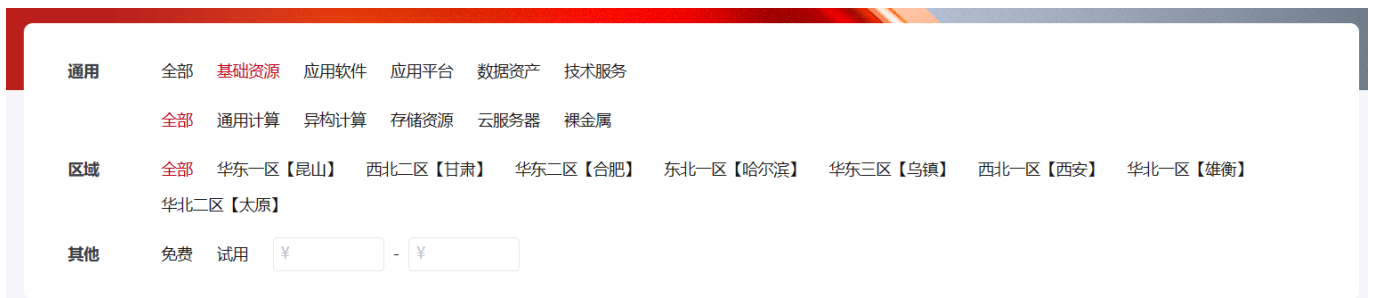 通用 全部 基础资源 应用软件 应用平台 数据资产 技术服务
全部 通用计算 异构计算 存储资源 云服务器 裸金属
区域 全部 华东一区【昆山】 西北二区【甘肃】 华东二区【合肥】 东北一区【哈尔滨】 华东三区【乌镇】 西北一区【西安】 华北一区【雄衡】
华北二区【太原】
其他 免费 试用 ¥ - ¥